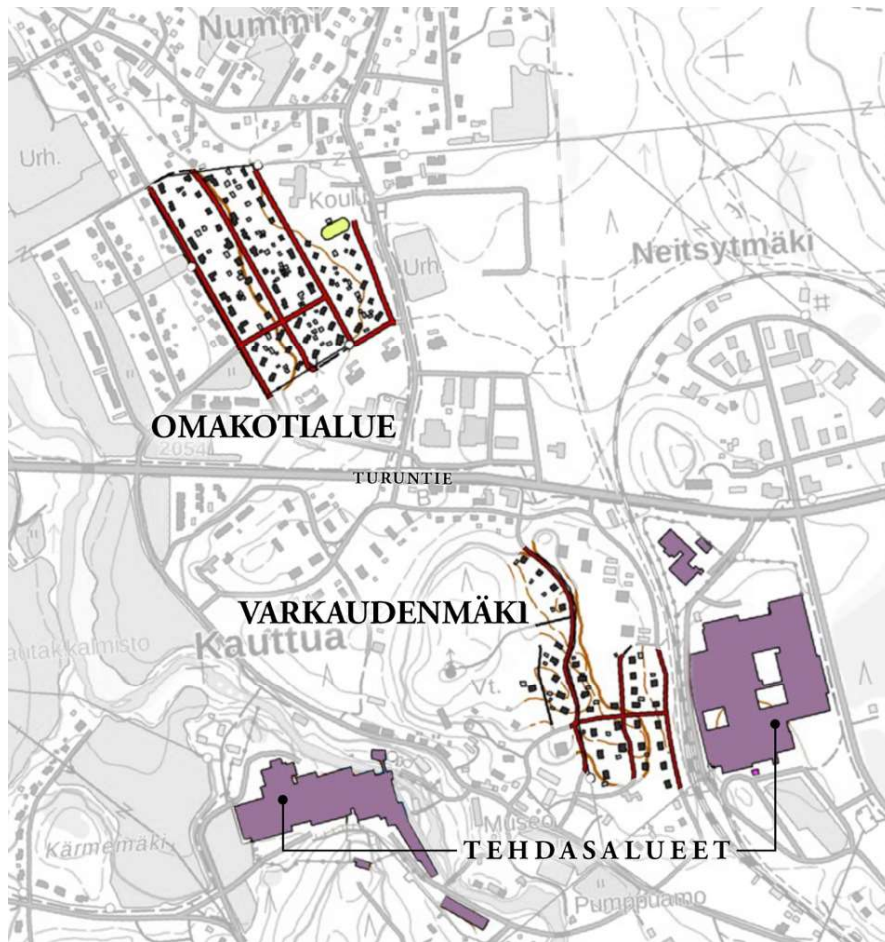 Nummi
Urh.
Koulu
Urh.
Neitsytmäki
OMAKOTIALUE
2054
TURUNTIE
B
VARKAUDENMÄKI
Kauttua
Vt.
Museo
Kärmemäki
TEHDASALUEET
Pumppuamo